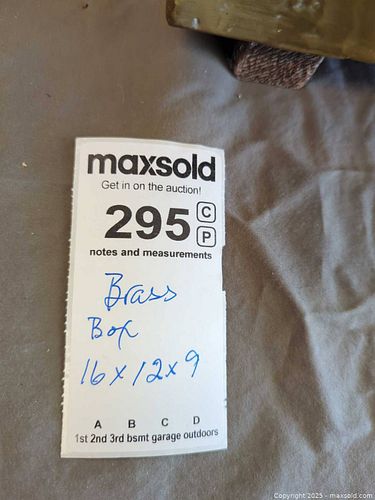 maxsold
Get in on the auction!
295 C
P
notes and measurements
Brass
Box
16 x 12 x 9
A B C D
1st 2nd 3rd bsmt garage outdoors
Copyright 2025 - maxsold.com